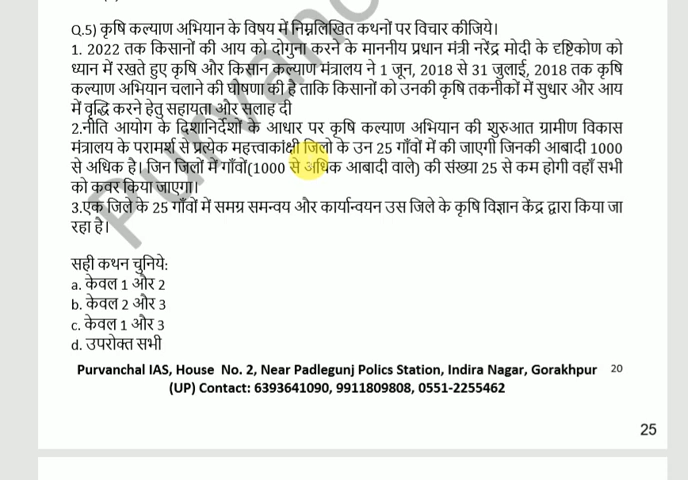 Q.5) कृषि कल्याण अभियान के विषय में निम्नलिखित कथनों पर विचार कीजिये।
1. 2022 तक किसानों की आय को दोगुना करने के माननीय प्रधान मंत्री नरेंद्र मोदी के दृष्टिकोण को
ध्यान में रखते हुए कृषि और किसान कल्याण मंत्रालय ने 1 जून, 2018 से 31 जुलाई, 2018 तक कृषि
कल्याण अभियान चलाने की घोषणा की है ताकि किसानों को उनकी कृषि तकनीकों में सुधार और आय
में वृद्धि करने हेतु सहायता और सलाह दी
2.नीति आयोग के दिशानिर्देशों के आधार पर कृषि कल्याण अभियान की शुरुआत ग्रामीण विकास
मंत्रालय के परामर्श से प्रत्येक महत्त्वाकांक्षी जिलो के उन 25 गाँवों में की जाएगी जिनकी आबादी 1000
से अधिक है। जिन जिलों में गाँवों(1000 से अधिक आबादी वाले) की संख्या 25 से कम होगी वहाँ सभी
को कवर किया जाएगा।
3.एक जिले के 25 गाँवों में समग्र समन्वय और कार्यान्वयन उस जिले के कृषि विज्ञान केंद्र द्वारा किया जा
रहा है।
सही कथन चुनिये:
a. केवल 1 और 2
b. केवल 2 और 3
c. केवल 1 और 3
d. उपरोक्त सभी
Purvanchal IAS, House No. 2, Near Padlegunj Polics Station, Indira Nagar, Gorakhpur 20
(UP) Contact: 6393641090, 9911809808, 0551-2255462
25
Purvanc